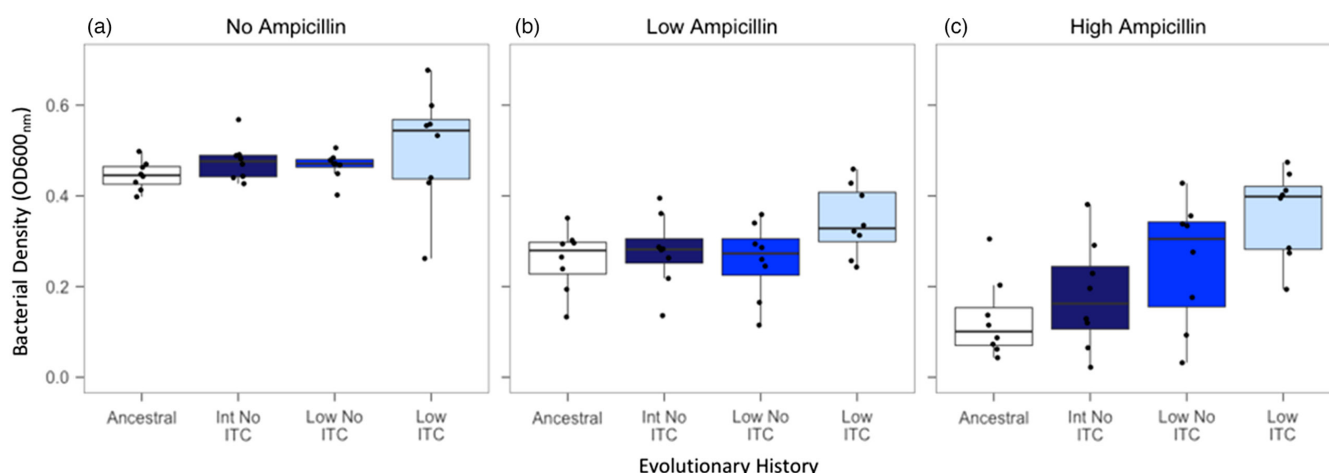 (a) No Ampicillin
(b) Low Ampicillin
(c) High Ampicillin
Bacterial Density (OD600nm)
0.6
0.4
0.2
0.0
Ancestral
Int No
ITC
Low No
ITC
Low
ITC
Ancestral
Int No
ITC
Low No
ITC
Low
ITC
Ancestral
Int No
ITC
Low No
ITC
Low
ITC
Evolutionary History